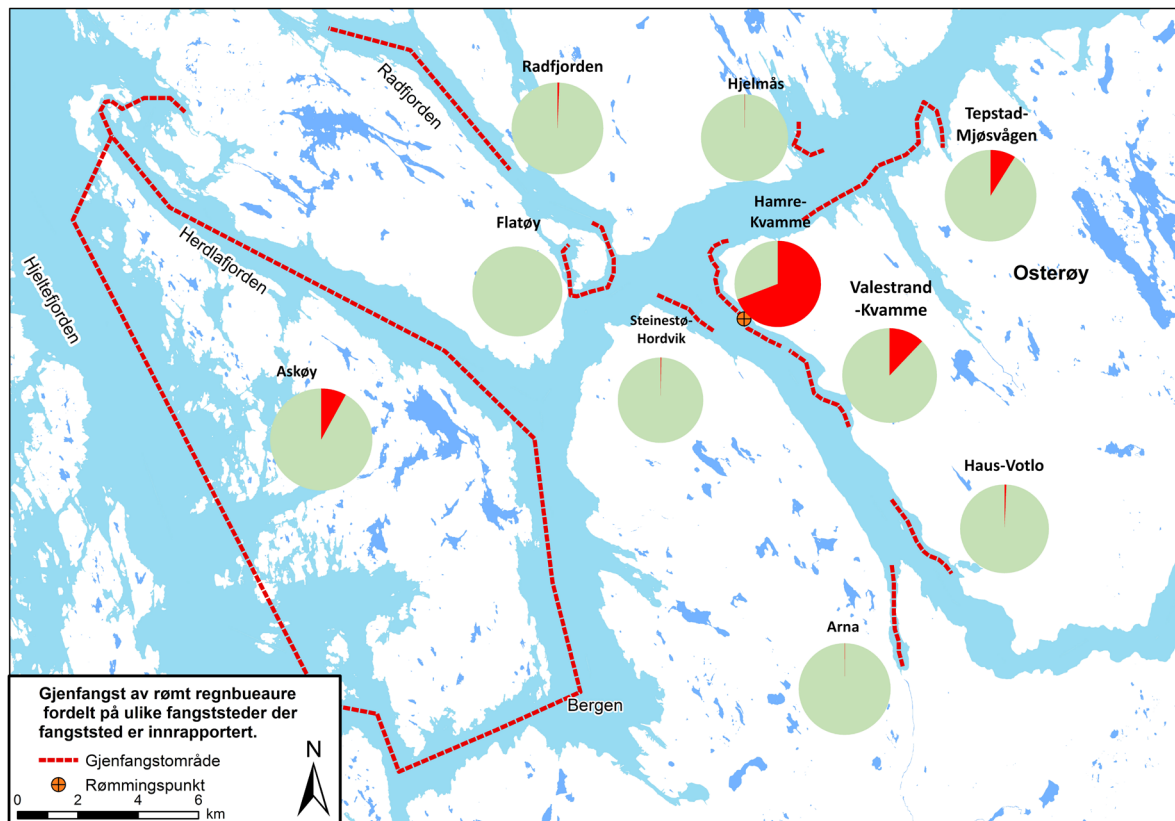 Radfjorden
Hjelmås
Tepstad-
Mjøsvågen
Radfjorden
Hamre-
Kvamme
Flatøy
Herdlafjorden
Hjeltefjorden
Osterøy
Valestrand
-Kvamme
Steinestø-
Hordvik
Askøy
Haus-Votlo
Arna
Bergen
Gjenfangst av rømt regnbueaure
fordelt på ulike fangststeder der
fangststed er innrapportert.
Gjenfangstområde
Rømmingspunkt
N
0 2 4 6
km